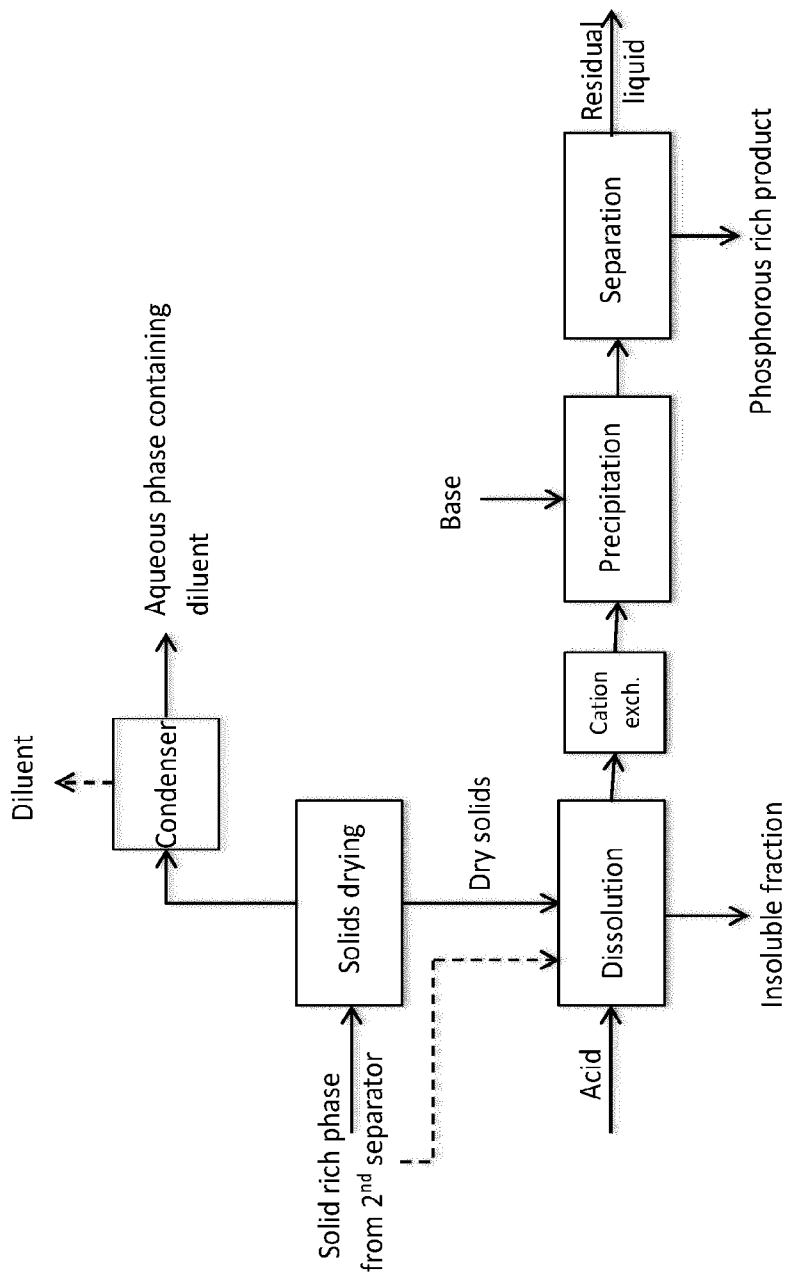 Diluent
Condenser
Aqueous phase containing
diluent
Solid rich phase
from 2nd separator
Solids drying
Dry solids
Base
Acid
Dissolution
Cation
exch.
Precipitation
Separation
Residual
liquid
Insoluble fraction
Phosphorous rich product